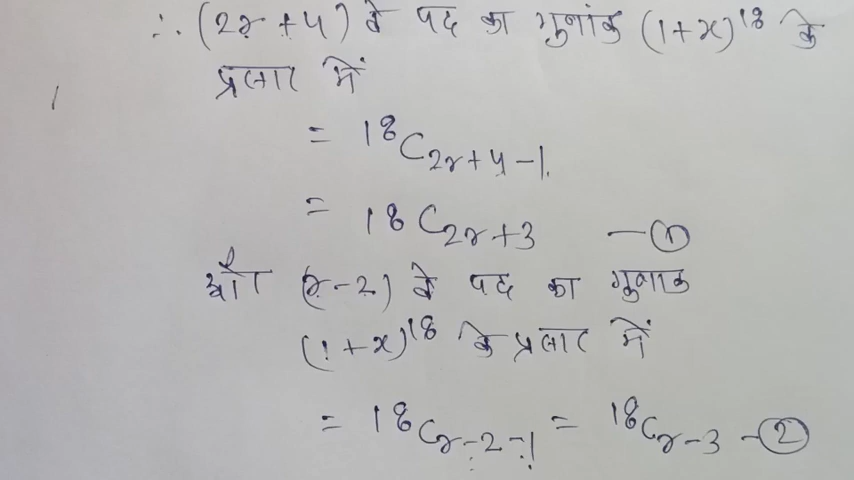 ∴ (2r + 4) वे पद का गुणांक (1+x)^18 के
प्रसार में
= 18C2r+4-1
= 18C2r+3 —(1)
और (r-2) वे पद का गुणांक
(1+x)^18 के प्रसार में
= 18Cr-2-1 = 18Cr-3 -(2)